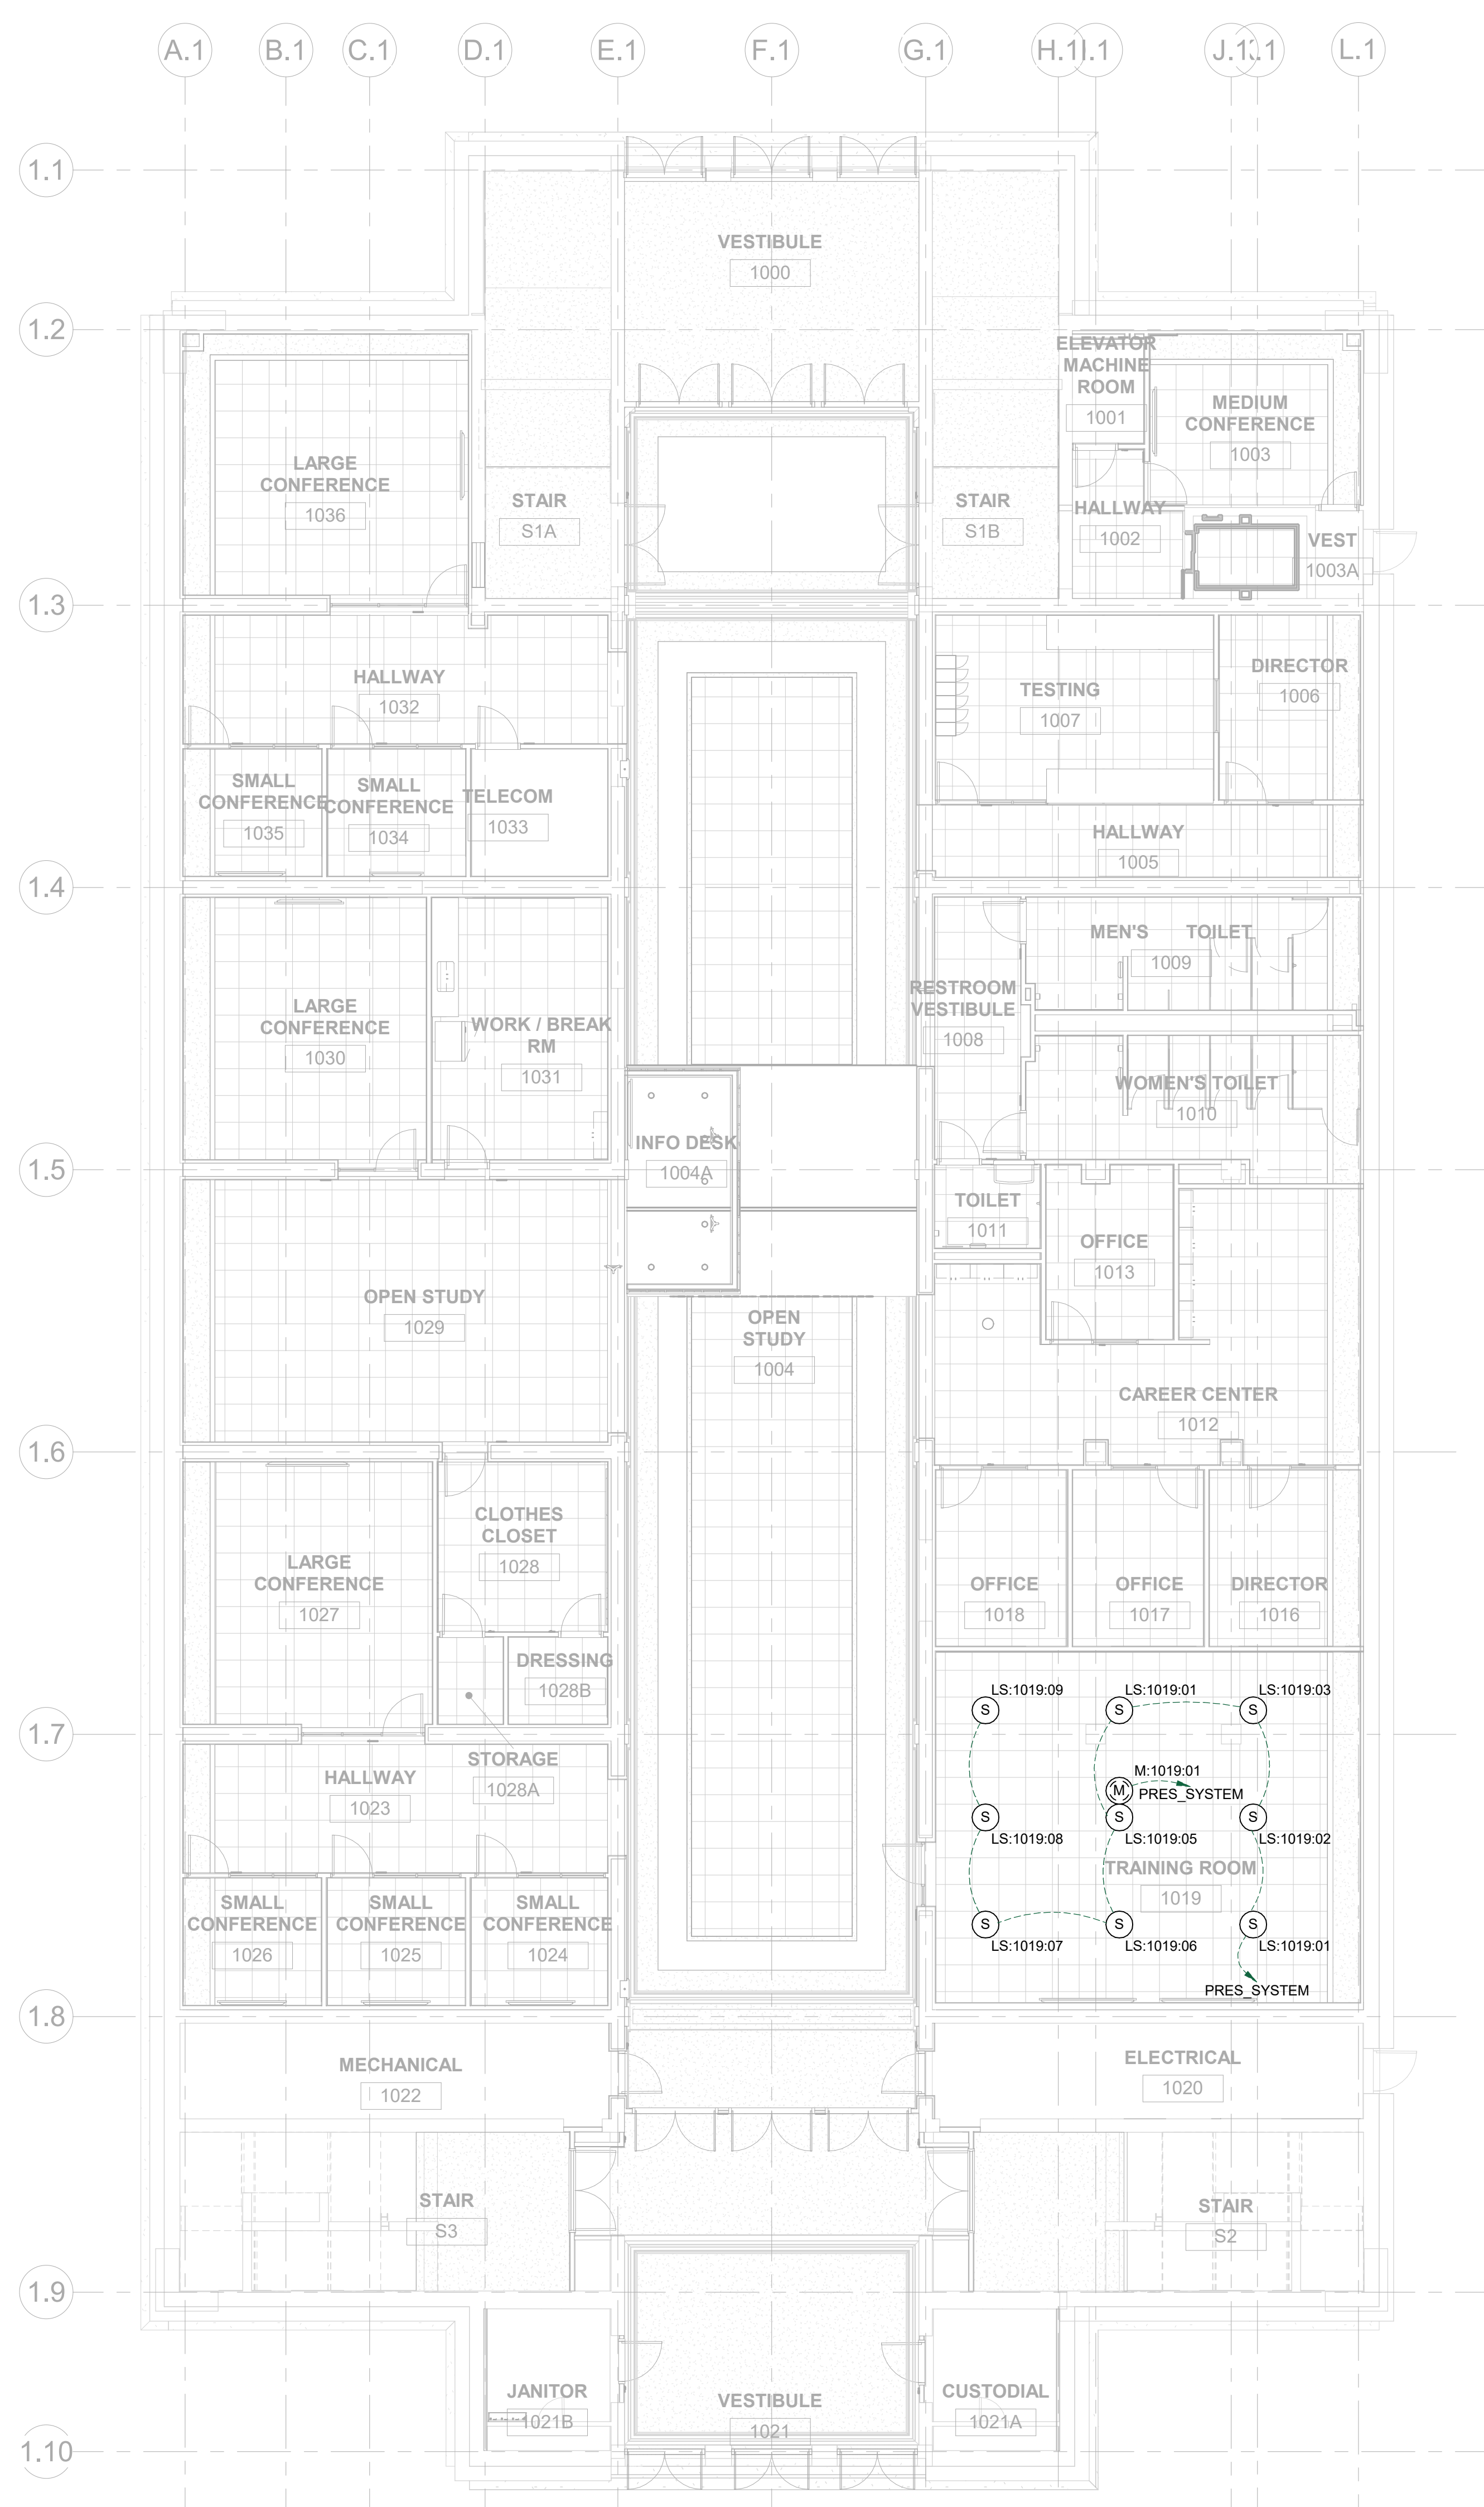 A.1
B.1
C.1
D.1
E.1
F.1
G.1
H.1
I.1
J.1
L.1
1.1
VESTIBULE
1000
1.2
ELEVATOR
MACHINE
ROOM
1001
MEDIUM
CONFERENCE
1003
LARGE
CONFERENCE
1036
STAIR
S1A
STAIR
S1B
HALLWAY
1002
VEST
1003A
1.3
HALLWAY
1032
TESTING
1007
DIRECTOR
1006
SMALL
CONFERENCE
1035
SMALL
CONFERENCE
1034
TELECOM
1033
HALLWAY
1005
1.4
MEN'S TOILET
1009
LARGE
CONFERENCE
1030
WORK / BREAK
RM
1031
RESTROOM
VESTIBULE
1008
WOMEN'S TOILET
1010
INFO DESK
1004A
1.5
TOILET
1011
OFFICE
1013
OPEN STUDY
1029
OPEN
STUDY
1004
CAREER CENTER
1012
1.6
CLOTHES
CLOSET
1028
LARGE
CONFERENCE
1027
OFFICE
1018
OFFICE
1017
DIRECTOR
1016
DRESSING
1028B
LS:1019:09
S
LS:1019:01
S
LS:1019:03
S
1.7
STORAGE
1028A
HALLWAY
1023
M:1019:01
M
PRES_SYSTEM
S
LS:1019:08
S
LS:1019:05
S
LS:1019:02
TRAINING ROOM
1019
SMALL
CONFERENCE
1026
SMALL
CONFERENCE
1025
SMALL
CONFERENCE
1024
S
LS:1019:07
S
LS:1019:06
S
LS:1019:01
PRES_SYSTEM
1.8
MECHANICAL
1022
ELECTRICAL
1020
STAIR
S3
STAIR
S2
1.9
JANITOR
1021B
VESTIBULE
1021
CUSTODIAL
1021A
1.10